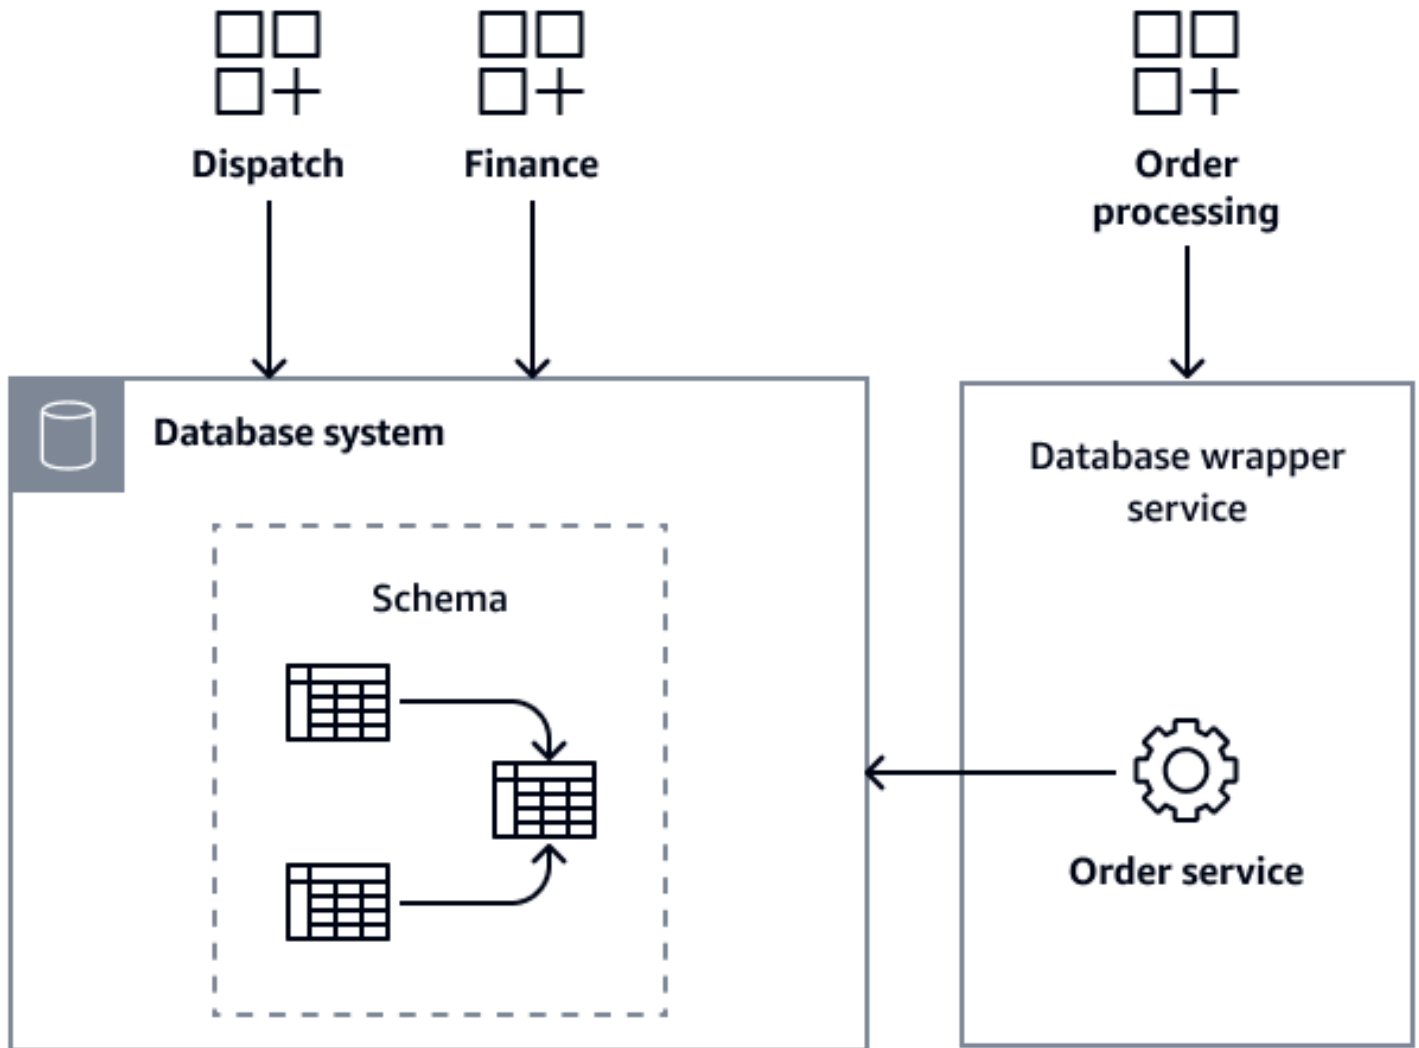 Dispatch
Finance
Order
processing
Database system
Database wrapper
service
Schema
Order service